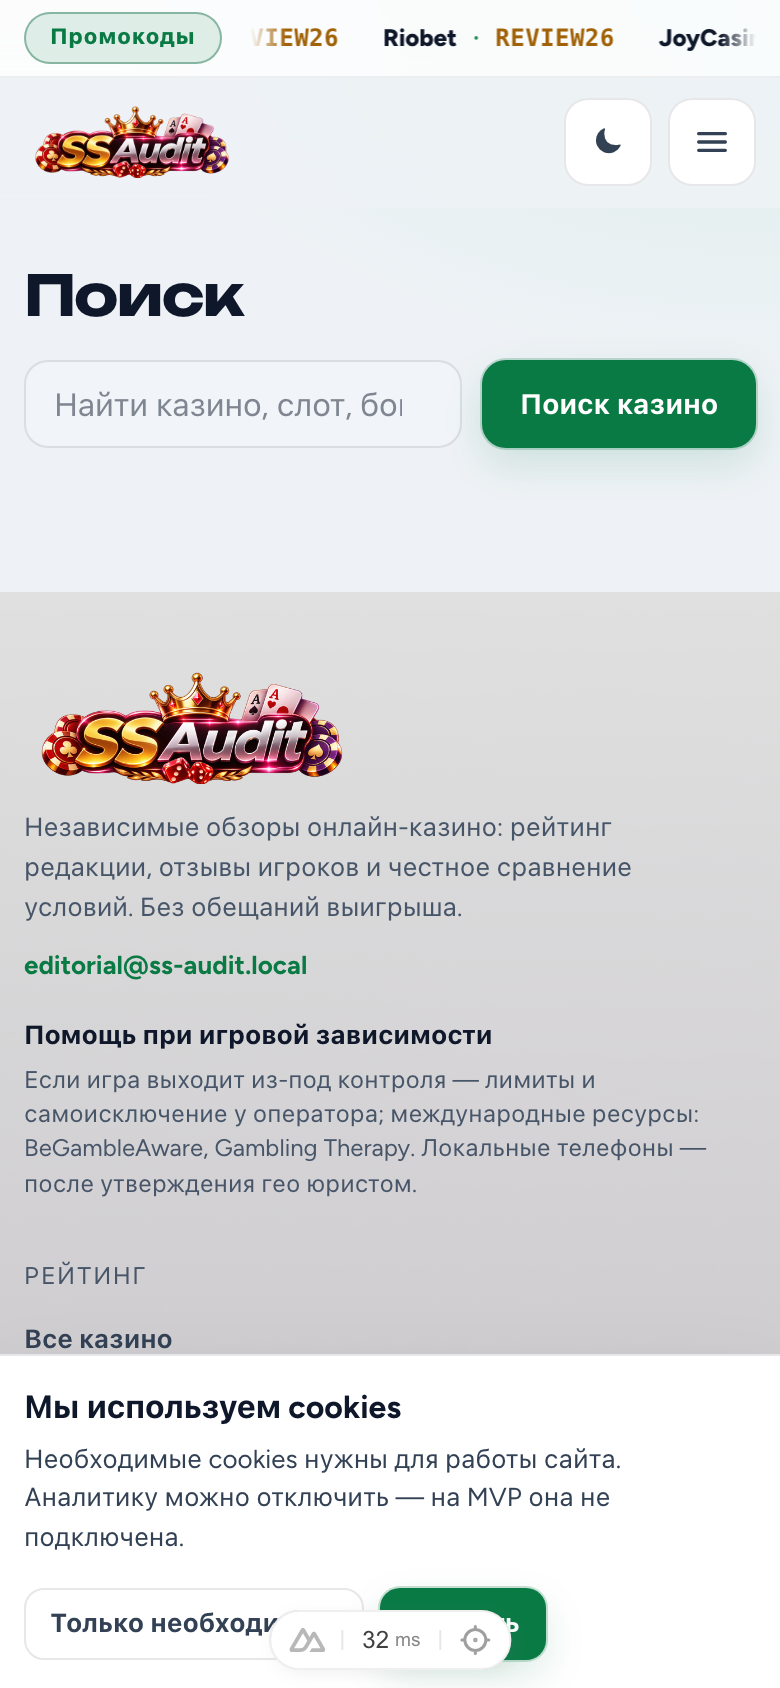 Промокоды VIEW26 Riobet · REVIEW26 JoyCasi
SSAudit
Поиск
Найти казино, слот, бо
Поиск казино
SSAudit
Независимые обзоры онлайн-казино: рейтинг
редакции, отзывы игроков и честное сравнение
условий. Без обещаний выигрыша.
editorial@ss-audit.local
Помощь при игровой зависимости
Если игра выходит из-под контроля — лимиты и
самоисключение у оператора; международные ресурсы:
BeGambleAware, Gambling Therapy. Локальные телефоны —
после утверждения гео юристом.
РЕЙТИНГ
Все казино
Мы используем cookies
Необходимые cookies нужны для работы сайта.
Аналитику можно отключить — на MVP она не
подключена.
Только необходи
32 ms